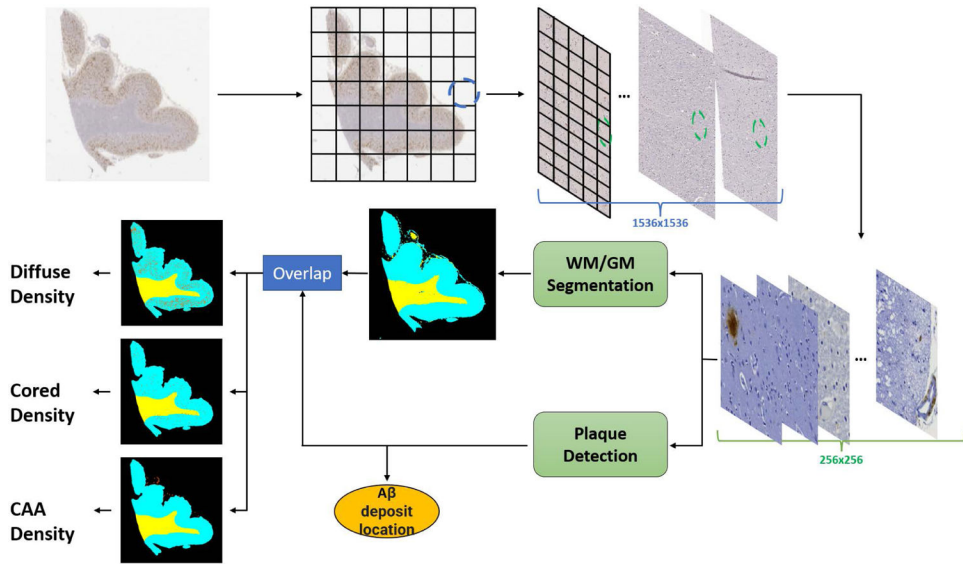 ...
...
1536x1536
WM/GM
Segmentation
Overlap
Diffuse
Density
Cored
Density
Plaque
Detection
256x256
Aβ
deposit
location
CAA
Density